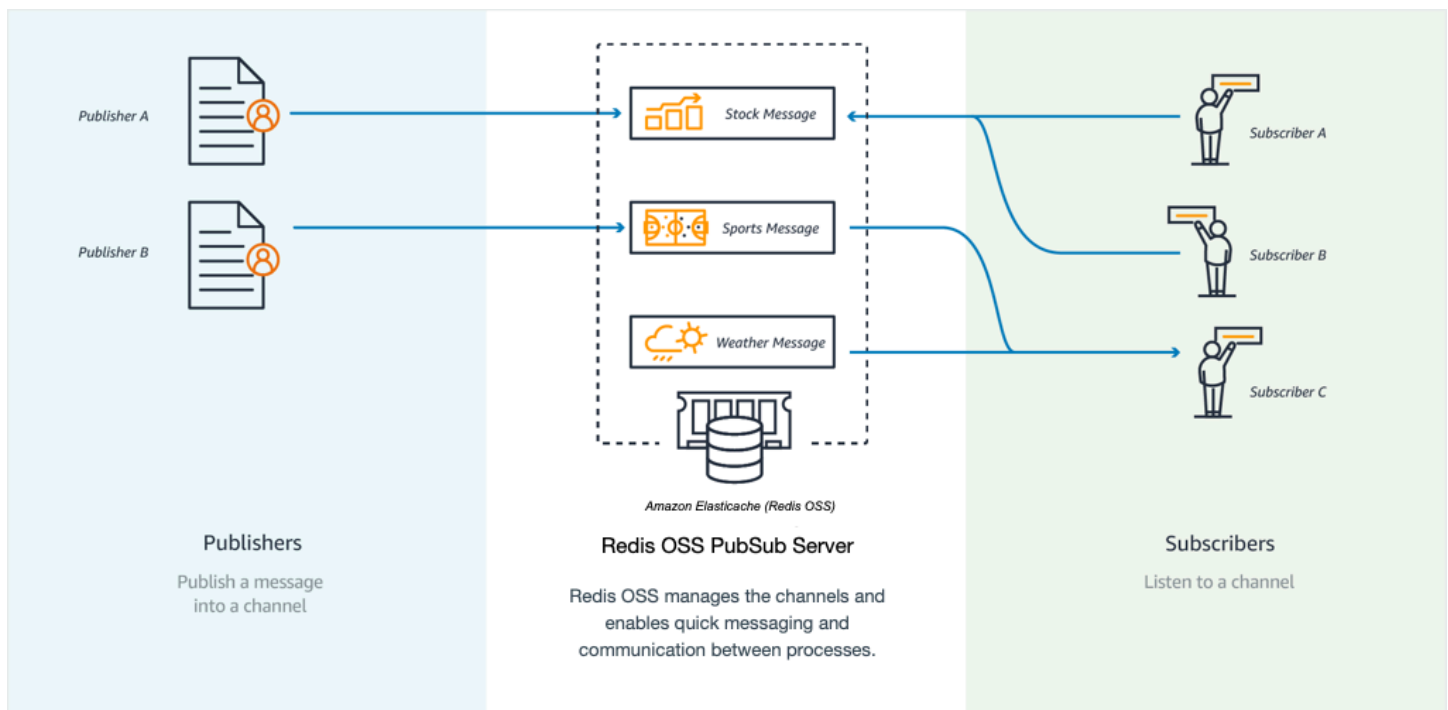 Publisher A
Publisher B
Stock Message
Sports Message
Weather Message
Subscriber A
Subscriber B
Subscriber C
Amazon Elasticache (Redis OSS)
Publishers
Publish a message
into a channel
Redis OSS PubSub Server
Redis OSS manages the channels and
enables quick messaging and
communication between processes.
Subscribers
Listen to a channel